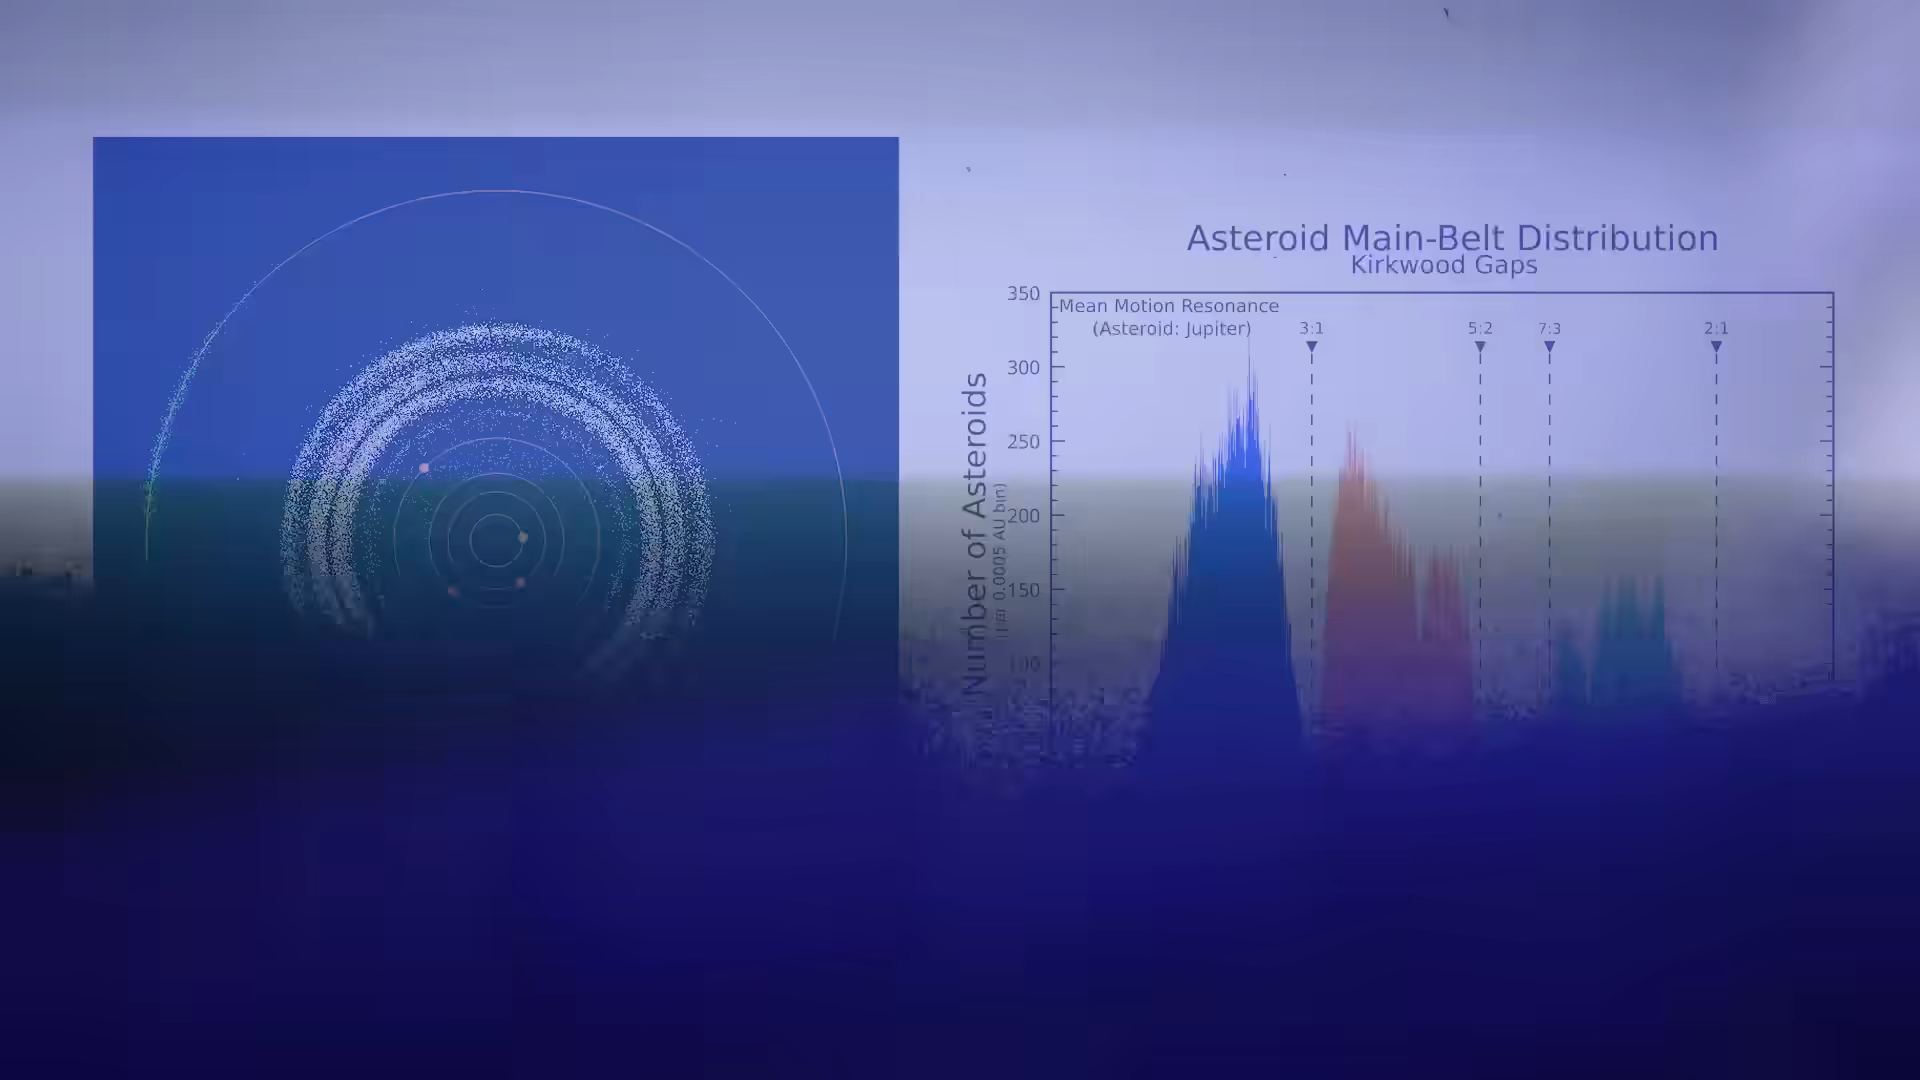 Asteroid Main-Belt Distribution
Kirkwood Gaps
350
Mean Motion Resonance
(Asteroid: Jupiter)
3:1
5:2
7:3
2:1
300
250
200
150
100
Number of Asteroids
0.0005 AU bin)